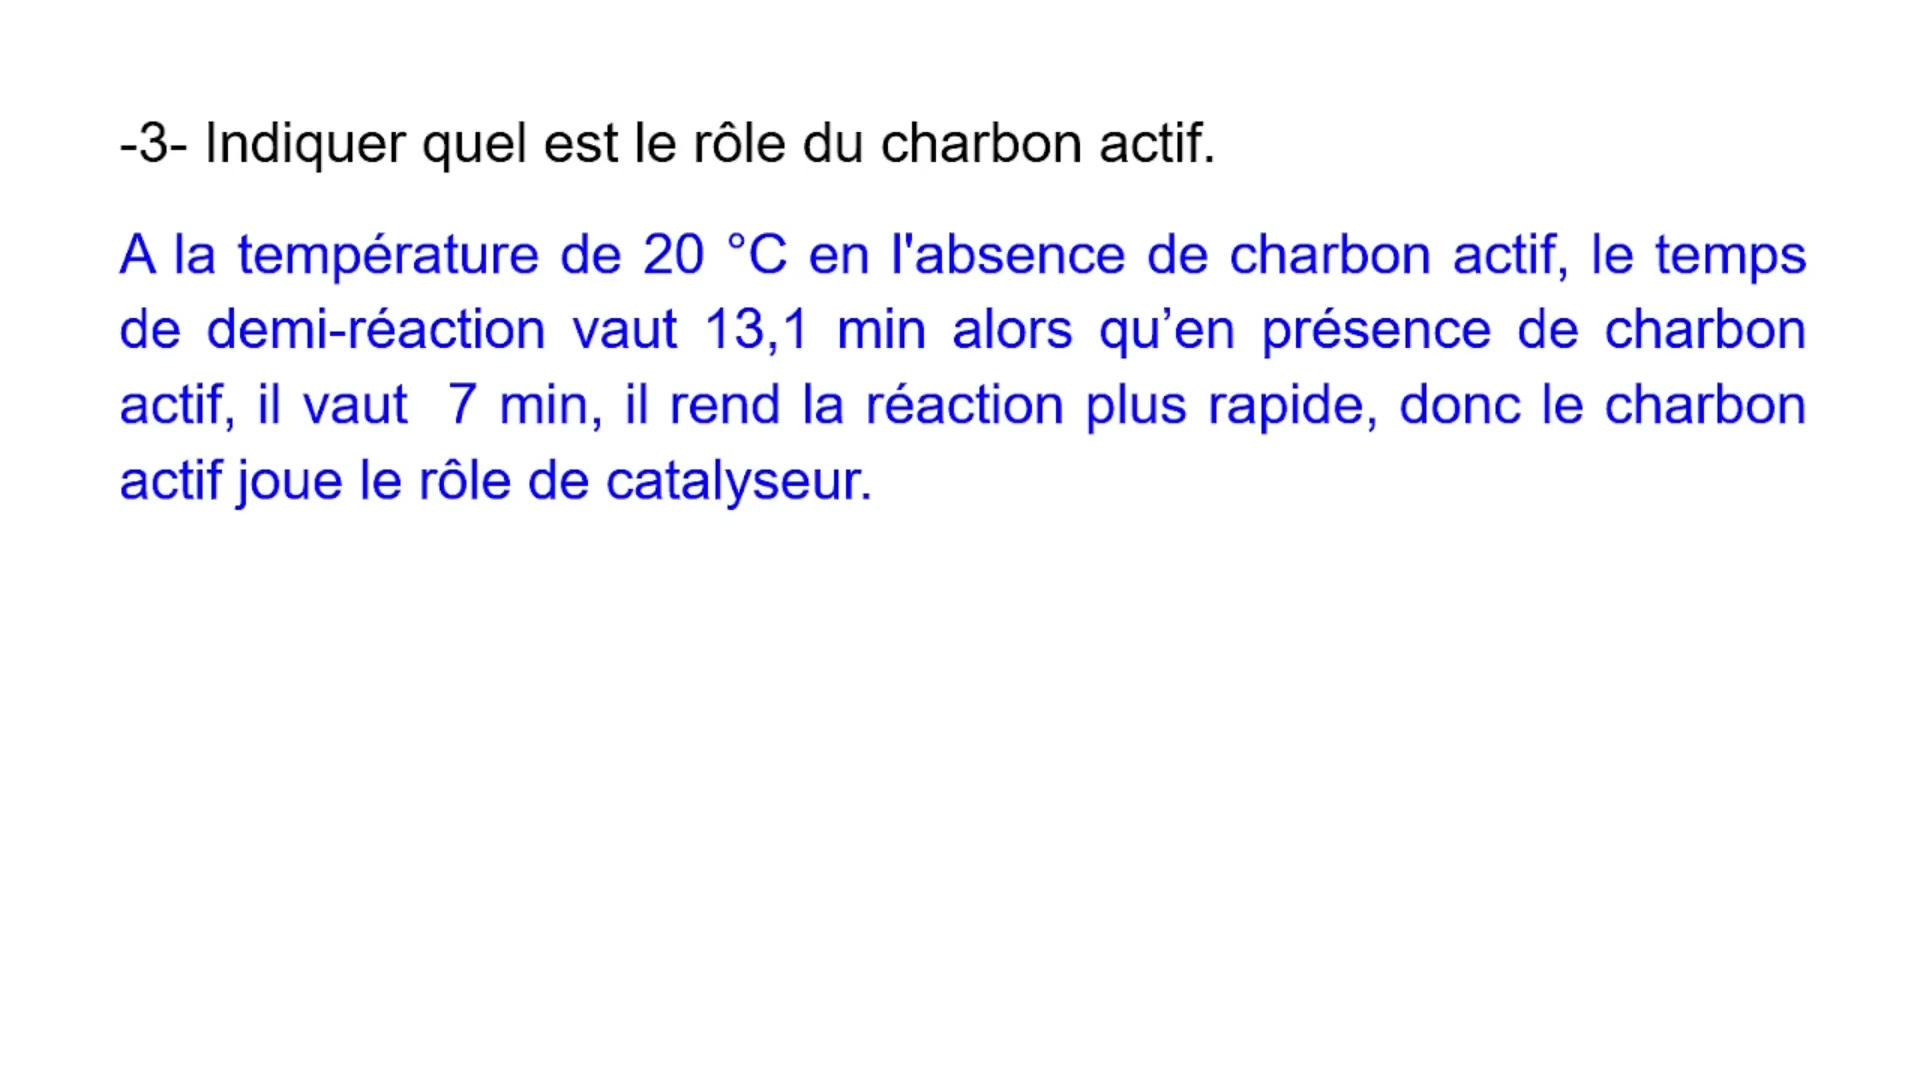 -3- Indiquer quel est le rôle du charbon actif.
A la température de 20 °C en l'absence de charbon actif, le temps
de demi-réaction vaut 13,1 min alors qu’en présence de charbon
actif, il vaut  7 min, il rend la réaction plus rapide, donc le charbon
actif joue le rôle de catalyseur.